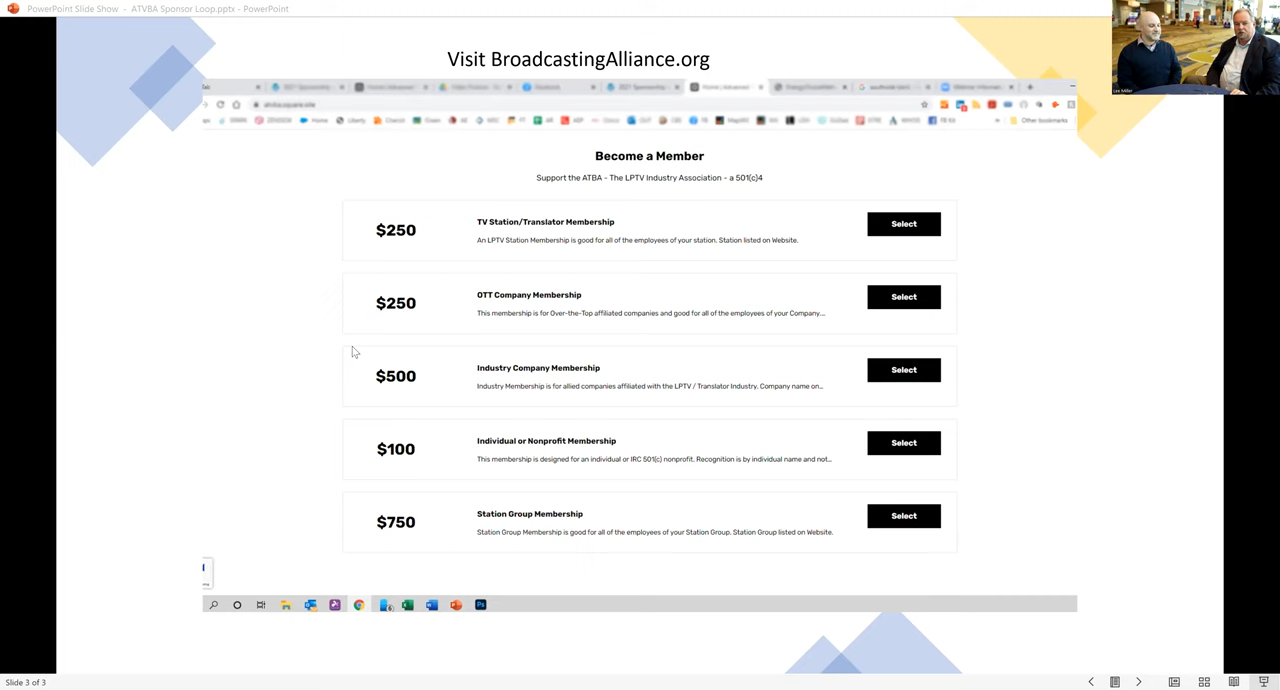 PowerPoint Slide Show - ATVBA Sponsor Loop.pptx - PowerPoint
Visit BroadcastingAlliance.org
Other bookmarks
Become a Member
Support the ATBA - The LPTV Industry Association - a 501(c)4
$250
TV Station/Translator Membership
An LPTV Station Membership is good for all of the employees of your station. Station listed on Website.
Select
$250
OTT Company Membership
This membership is for Over-the-Top affiliated companies and good for all of the employees of your Company...
Select
$500
Industry Company Membership
Industry Membership is for allied companies affiliated with the LPTV / Translator Industry. Company name on...
Select
$100
Individual or Nonprofit Membership
This membership is designed for an individual or IRC 501(c) nonprofit. Recognition is by individual name and not...
Select
$750
Station Group Membership
Station Group Membership is good for all of the employees of your Station Group. Station Group listed on Website.
Select
Lee Miller
Slide 3 of 3